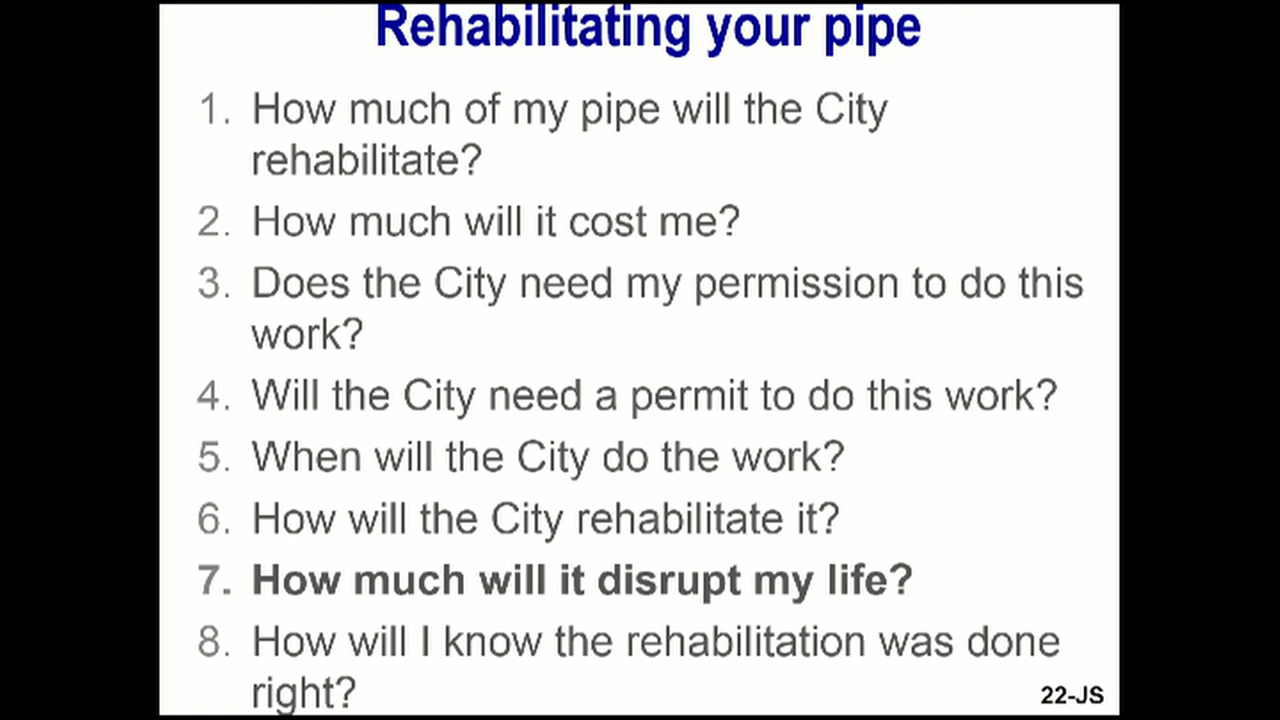 Rehabilitating your pipe
1. How much of my pipe will the City
rehabilitate?
2. How much will it cost me?
3. Does the City need my permission to do this
work?
4. Will the City need a permit to do this work?
5. When will the City do the work?
6. How will the City rehabilitate it?
7. How much will it disrupt my life?
8. How will I know the rehabilitation was done
right?
22-JS